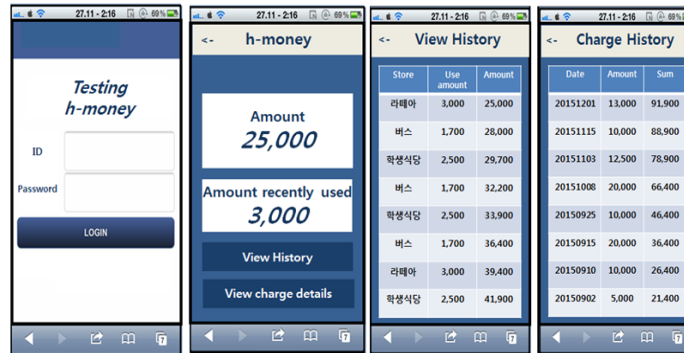 27.11 - 2:16 69%
Testing
h-money
ID
Password
LOGIN
7
27.11 - 2:16 69%
<- h-money
Amount
25,000
Amount recently used
3,000
View History
View charge details
7
27.11 - 2:16 69%
<- View History
Store Use amount Amount
라떼아 3,000 25,000
버스 1,700 28,000
학생식당 2,500 29,700
버스 1,700 32,200
학생식당 2,500 33,900
버스 1,700 36,400
라떼아 3,000 39,400
학생식당 2,500 41,900
7
27.11 - 2:16 69%
<- Charge History
Date Amount Sum
20151201 13,000 91,900
20151115 10,000 88,900
20151103 12,500 78,900
20151008 20,000 66,400
20150925 10,000 46,400
20150915 20,000 36,400
20150910 10,000 26,400
20150902 5,000 21,400
7